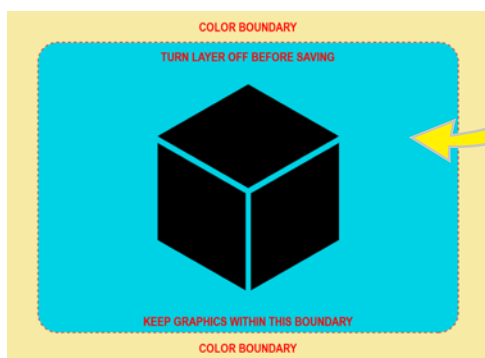 COLOR BOUNDARY
TURN LAYER OFF BEFORE SAVING
KEEP GRAPHICS WITHIN THIS BOUNDARY
COLOR BOUNDARY